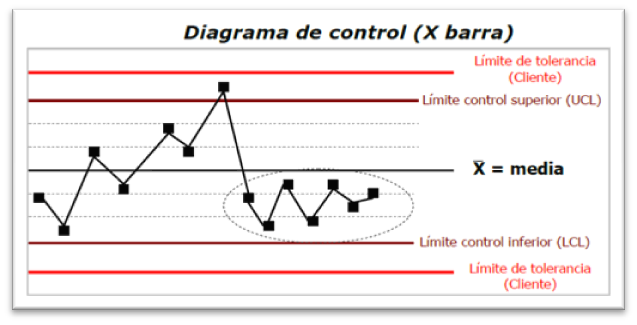 Diagrama de control (X barra)
Límite de tolerancia
(Cliente)
Límite control superior (UCL)
X̅ = media
Límite control inferior (LCL)
Límite de tolerancia
(Cliente)